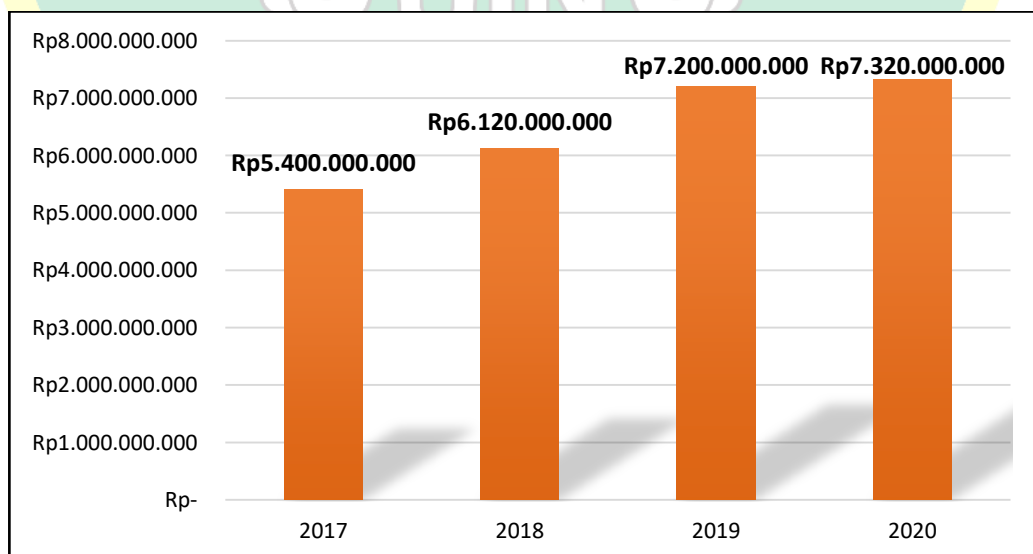 Rp8.000.000.000
Rp7.000.000.000
Rp6.000.000.000
Rp5.000.000.000
Rp4.000.000.000
Rp3.000.000.000
Rp2.000.000.000
Rp1.000.000.000
Rp-
Rp5.400.000.000
Rp6.120.000.000
Rp7.200.000.000
Rp7.320.000.000
2017 2018 2019 2020